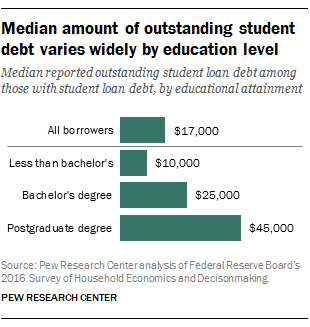 Median amount of outstanding student
debt varies widely by education level
Median reported outstanding student loan debt among
those with student loan debt, by educational attainment
All borrowers $17,000
Less than bachelor's $10,000
Bachelor's degree $25,000
Postgraduate degree $45,000
Source: Pew Research Center analysis of Federal Reserve Board's
2016 Survey of Household Economics and Decisonmaking.
PEW RESEARCH CENTER